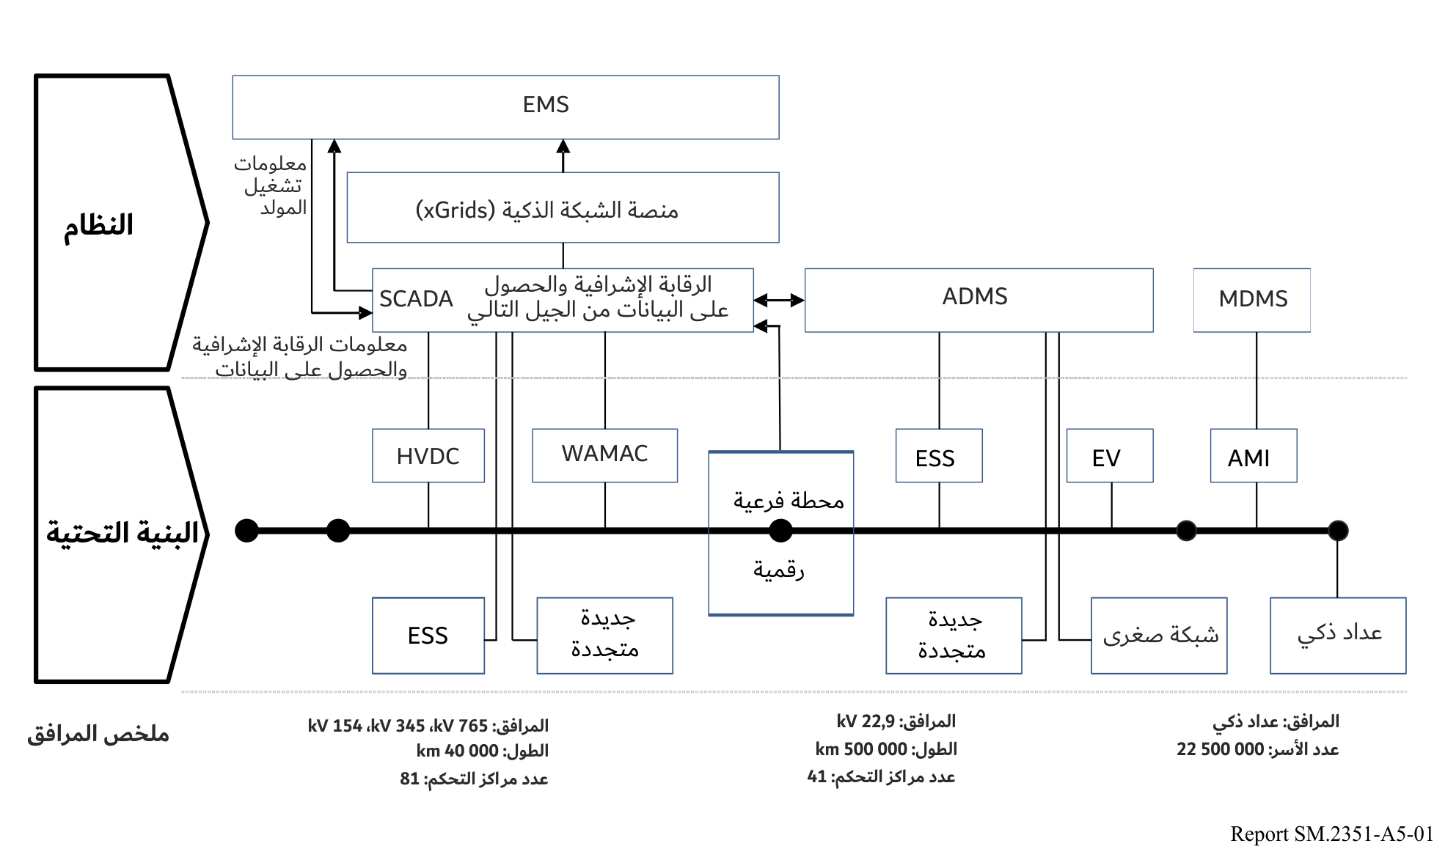 EMS
معلومات
تشغيل
المولد
منصة الشبكة الذكية (xGrids)
النظام
SCADA
الرقابة الإشرافية والحصول
على البيانات من الجيل التالي
ADMS
MDMS
معلومات الرقابة الإشرافية
والحصول على البيانات
HVDC
WAMAC
ESS
EV
AMI
محطة فرعية
رقمية
البنية التحتية
ESS
جديدة
متجددة
جديدة
متجددة
شبكة صغرى
عداد ذكي
ملخص المرافق
المرافق: kV 154 ،kV 345 ،kV 765
الطول: km 40 000
عدد مراكز التحكم: 81
المرافق: kV 22,9
الطول: km 500 000
عدد مراكز التحكم: 41
المرافق: عداد ذكي
عدد الأسر: 22 500 000
Report SM.2351-A5-01